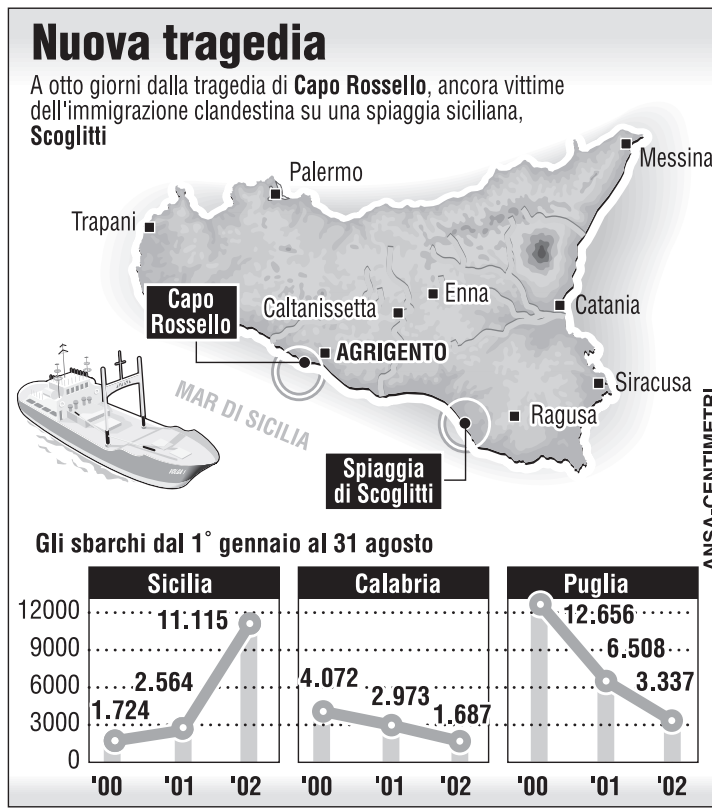 Nuova tragedia
A otto giorni dalla tragedia di Capo Rossello, ancora vittime
dell'immigrazione clandestina su una spiaggia siciliana,
Scoglitti
Messina
Palermo
Trapani
Capo
Rossello
Caltanissetta
Enna
Catania
AGRIGENTO
Siracusa
MAR DI SICILIA
Ragusa
Spiaggia
di Scoglitti
ANSA-CENTIMETRI
Gli sbarchi dal 1° gennaio al 31 agosto
Sicilia
Calabria
Puglia
12000
9000
6000
3000
0
1.724
2.564
11.115
'00
'01
'02
4.072
2.973
1.687
'00
'01
'02
12.656
6.508
3.337
'00
'01
'02